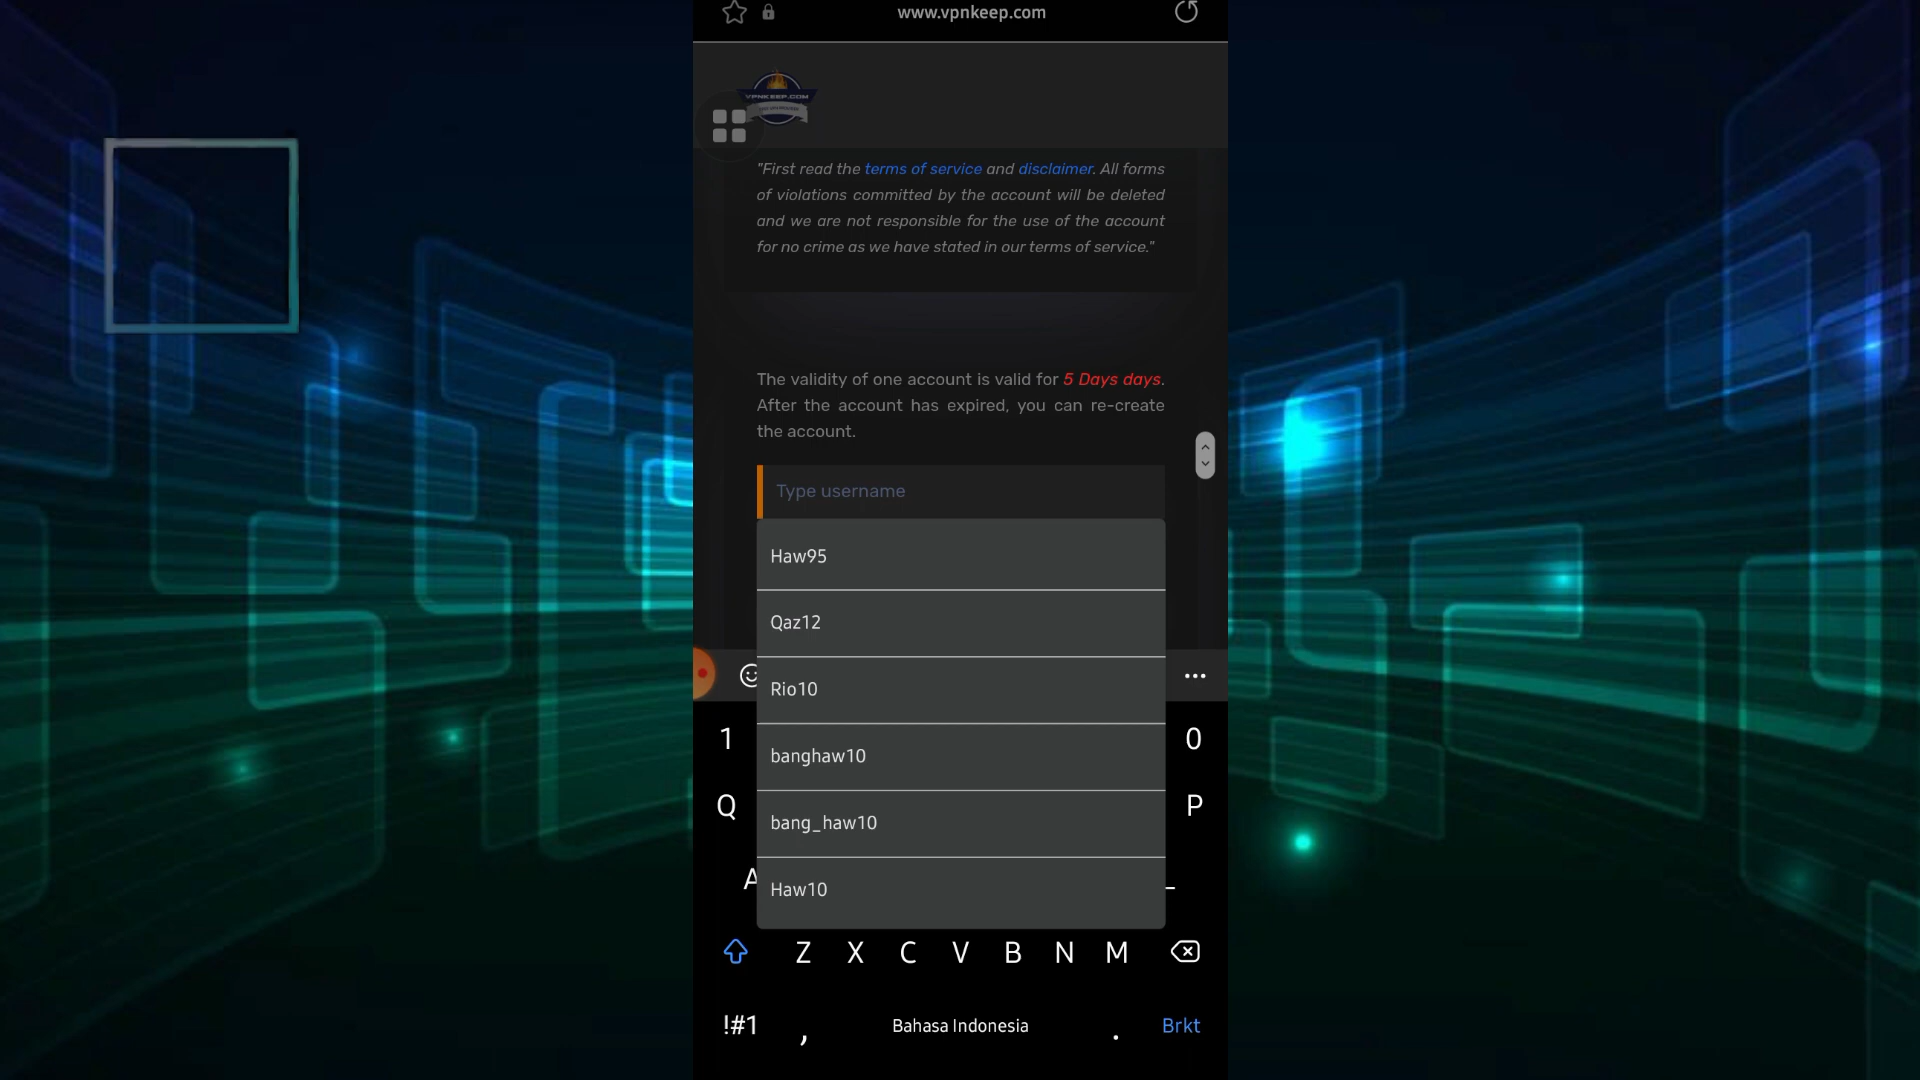 www.vpnkeep.com
VPNKEEP.COM
"First read the terms of service and disclaimer. All forms
of violations committed by the account will be deleted
and we are not responsible for the use of the account
for no crime as we have stated in our terms of service."
The validity of one account is valid for 5 Days days.
After the account has expired, you can re-create
the account.
Type username
Haw95
Qaz12
Rio10
banghaw10
bang_haw10
Haw10
1 0
Q P
A
Z X C V B N M
!#1 , Bahasa Indonesia . Brkt